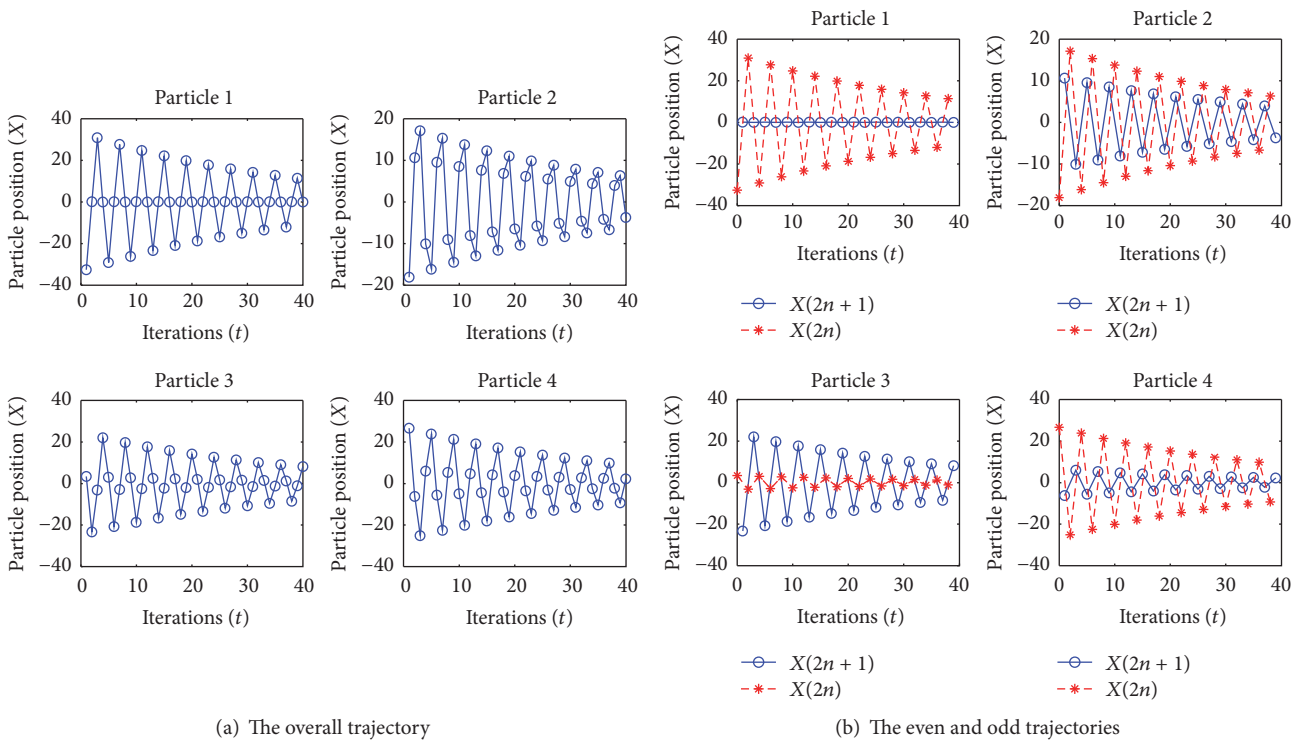 Particle 1
Particle 2
Particle position (X)
40
20
0
−20
−40
0
10
20
30
40
Iterations (t)
Particle position (X)
20
10
0
−10
−20
0
10
20
30
40
Iterations (t)
Particle 3
Particle 4
Particle position (X)
40
20
0
−20
−40
0
10
20
30
40
Iterations (t)
Particle position (X)
40
20
0
−20
−40
0
10
20
30
40
Iterations (t)
(a) The overall trajectory
Particle 1
Particle 2
Particle position (X)
40
20
0
−20
−40
0
10
20
30
40
Iterations (t)
X(2n + 1)
X(2n)
Particle position (X)
20
10
0
−10
−20
0
10
20
30
40
Iterations (t)
X(2n + 1)
X(2n)
Particle 3
Particle 4
Particle position (X)
40
20
0
−20
−40
0
10
20
30
40
Iterations (t)
X(2n + 1)
X(2n)
Particle position (X)
40
20
0
−20
−40
0
10
20
30
40
Iterations (t)
X(2n + 1)
X(2n)
(b) The even and odd trajectories